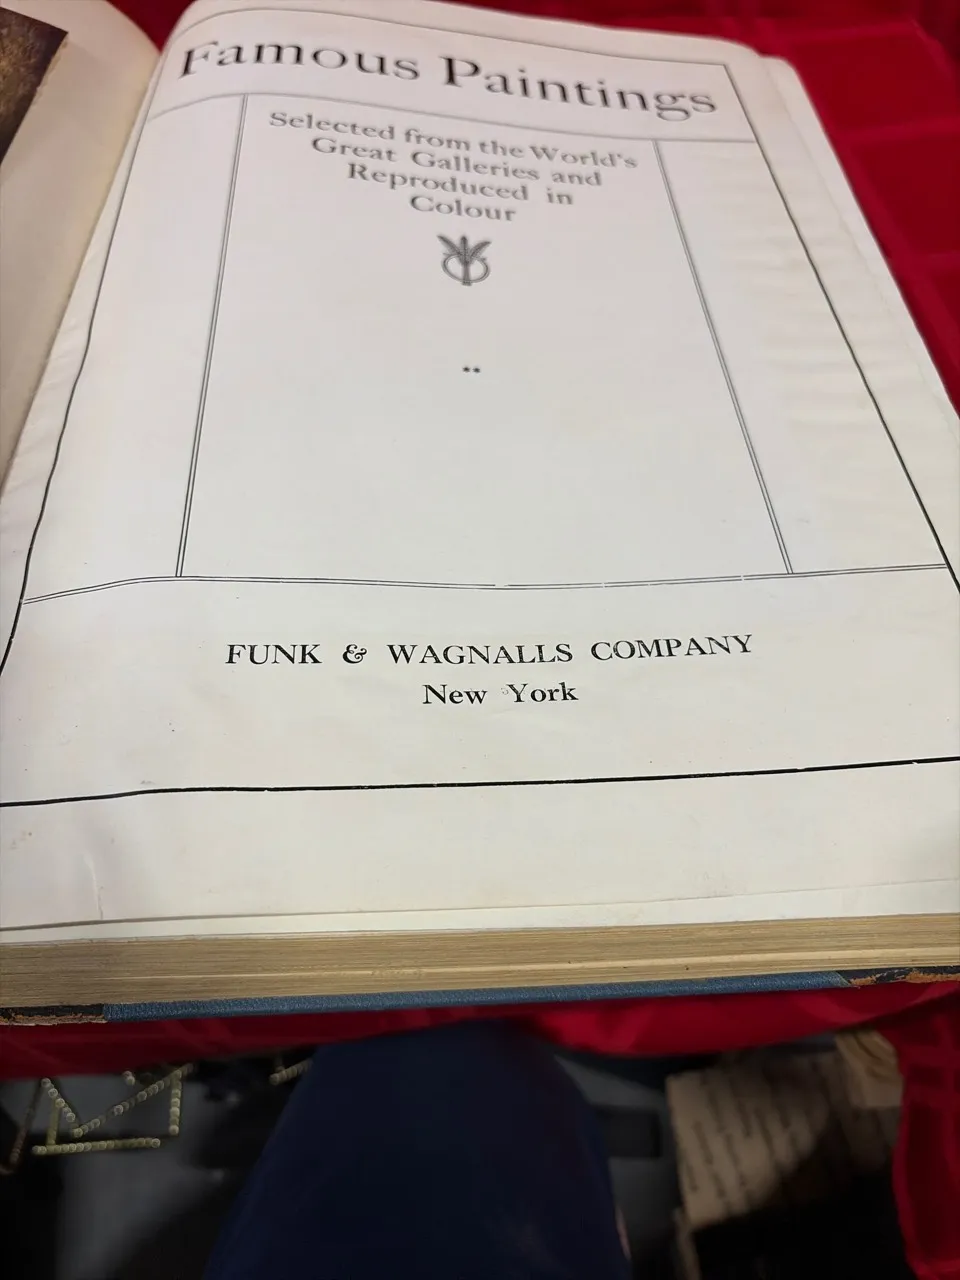 Famous Paintings
Selected from the World's
Great Galleries and
Reproduced in
Colour
**
FUNK & WAGNALLS COMPANY
New York